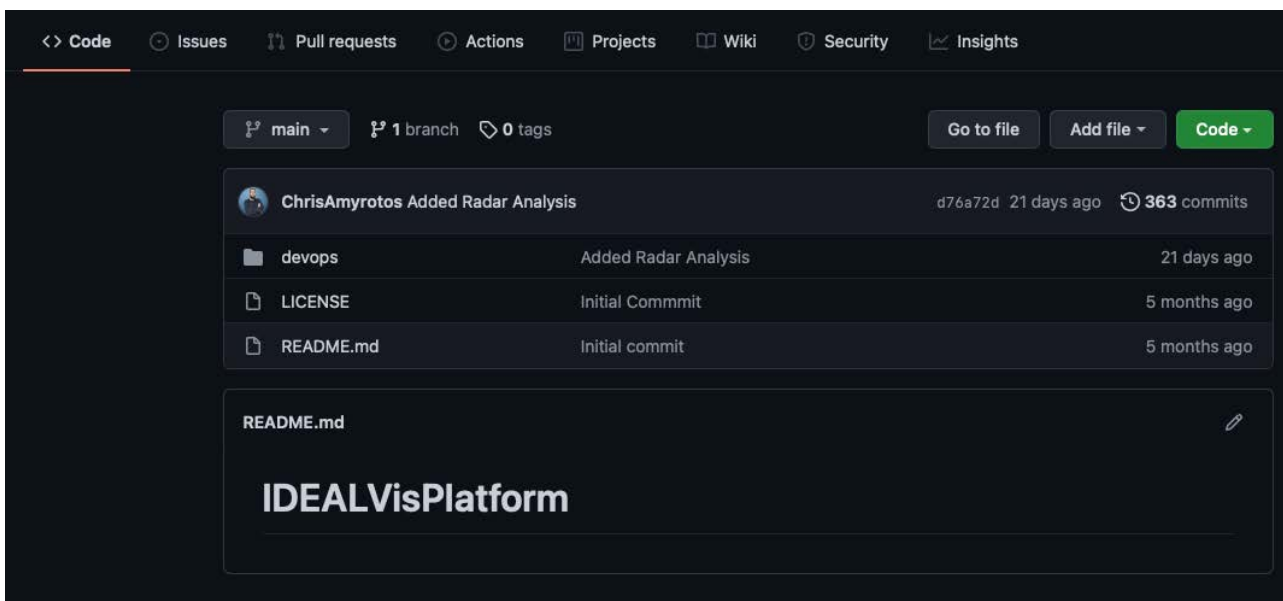 <> Code Issues Pull requests Actions Projects Wiki Security Insights
main 1 branch 0 tags Go to file Add file Code
ChrisAmyrotos Added Radar Analysis d76a72d 21 days ago 363 commits
devops Added Radar Analysis 21 days ago
LICENSE Initial Commmit 5 months ago
README.md Initial commit 5 months ago
README.md
IDEALVisPlatform